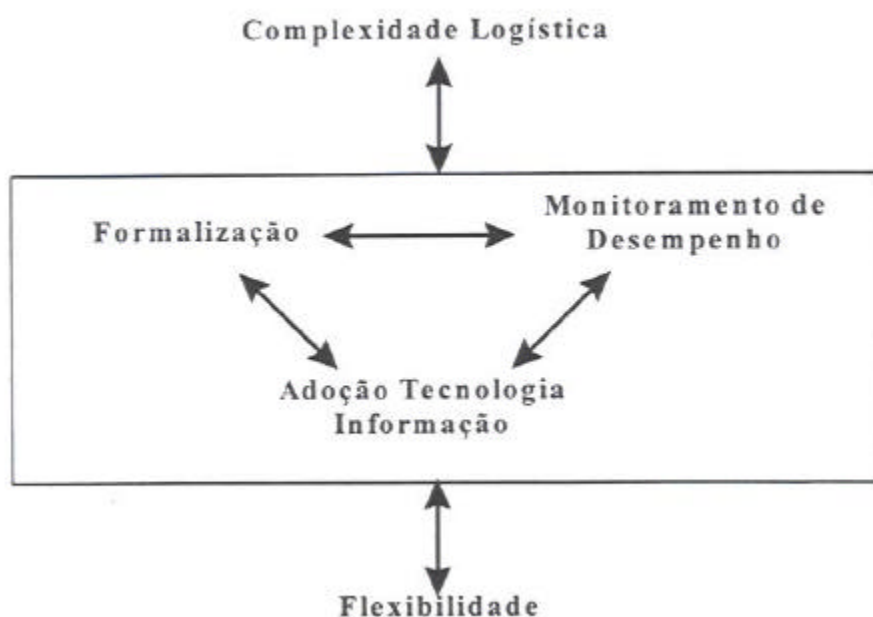 Complexidade Logística
Formalização
Monitoramento de
Desempenho
Adoção Tecnologia
Informação
Flexibilidade